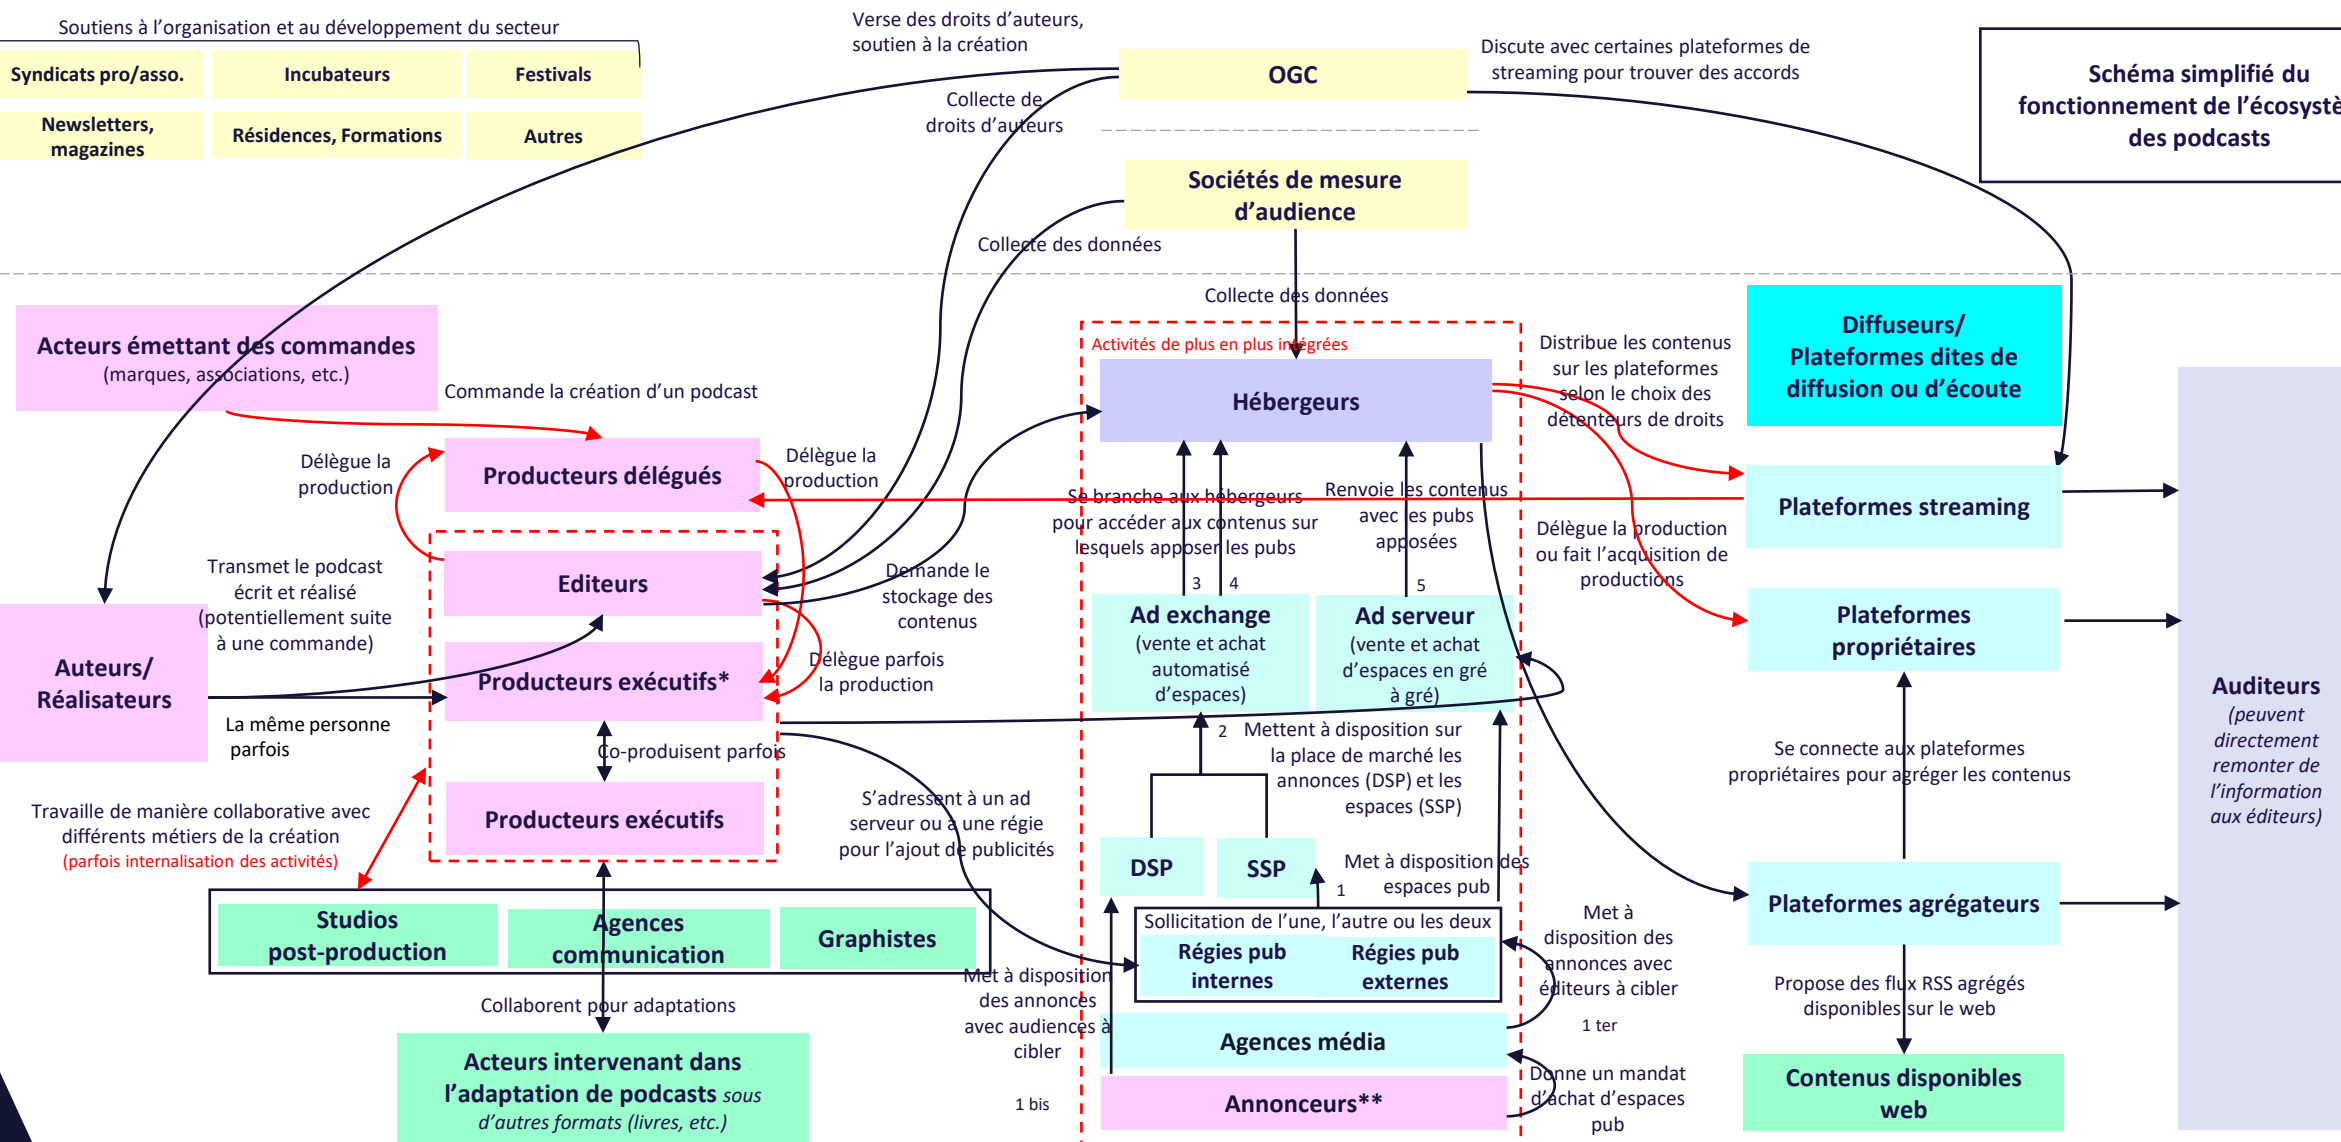 Soutiens à l’organisation et au développement du secteur
Syndicats pro/asso.
Incubateurs
Festivals
Newsletters,
magazines
Résidences, Formations
Autres
Verse des droits d’auteurs,
soutien à la création
OGC
Discute avec certaines plateformes de
streaming pour trouver des accords
Schéma simplifié du
fonctionnement de l’écosystè
des podcasts
Collecte de
droits d’auteurs
Sociétés de mesure
d’audience
Collecte des données
Collecte des données
Acteurs émettant des commandes
(marques, associations, etc.)
Commande la création d’un podcast
Activités de plus en plus intégrées
Hébergeurs
Distribue les contenus
sur les plateformes
selon le choix des
détenteurs de droits
Diffuseurs/
Plateformes dites de
diffusion ou d’écoute
Délègue la
production
Producteurs délégués
Délègue la
production
Se branche aux hébergeurs
pour accéder aux contenus sur
lesquels apposer les pubs
Renvoie les contenus
avec les pubs
apposées
Plateformes streaming
Délègue la production
ou fait l’acquisition de
productions
Transmet le podcast
écrit et réalisé
(potentiellement suite
à une commande)
Editeurs
Demande le
stockage des
contenus
3
4
5
Ad exchange
(vente et achat
automatisé
d’espaces)
Ad serveur
(vente et achat
d’espaces en gré
à gré)
Plateformes
propriétaires
Auteurs/
Réalisateurs
Producteurs exécutifs*
Délègue parfois
la production
La même personne
parfois
Co-produisent parfois
2
Mettent à disposition sur
la place de marché les
annonces (DSP) et les
espaces (SSP)
Se connecte aux plateformes
propriétaires pour agréger les contenus
Auditeurs
(peuvent
directement
remonter de
l’information
aux éditeurs)
Travaille de manière collaborative avec
différents métiers de la création
(parfois internalisation des activités)
Producteurs exécutifs
S’adressent à un ad
serveur ou à une régie
pour l’ajout de publicités
DSP
SSP
Met à disposition des
espaces pub
1
Plateformes agrégateurs
Studios
post-production
Agences
communication
Graphistes
Sollicitation de l’une, l’autre ou les deux
Régies pub
internes
Régies pub
externes
Met à
disposition des
annonces avec
éditeurs à cibler
1 ter
Met à disposition
des annonces
avec audiences à
cibler
1 bis
Propose des flux RSS agrégés
disponibles sur le web
Collaborent pour adaptations
Agences média
Acteurs intervenant dans
l’adaptation de podcasts sous
d’autres formats (livres, etc.)
Annonceurs**
Donne un mandat
d’achat d’espaces
pub
Contenus disponibles
web